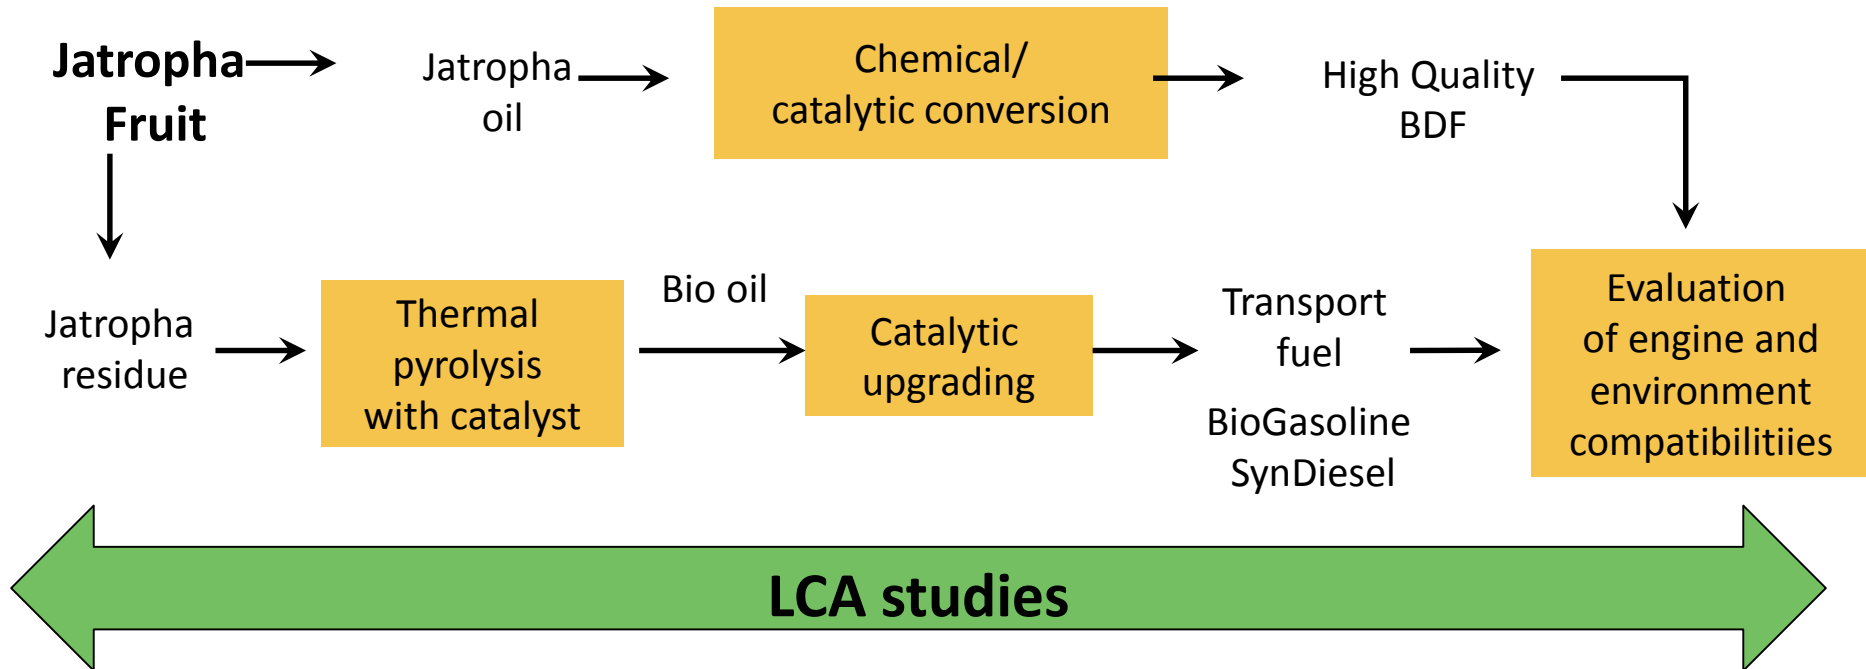 Jatropha
Fruit
Jatropha
oil
Chemical/
catalytic conversion
High Quality
BDF
Jatropha
residue
Thermal
pyrolysis
with catalyst
Bio oil
Catalytic
upgrading
Transport
fuel
BioGasoline
SynDiesel
Evaluation
of engine and
environment
compatibilitiies
LCA studies